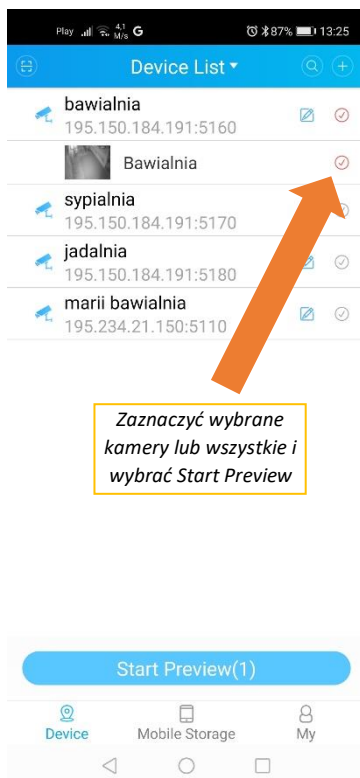 Play 4,1 M/s G 87% 13:25
Device List
bawialnia
195.150.184.191:5160
Bawialnia
sypialnia
195.150.184.191:5170
jadalnia
195.150.184.191:5180
marii bawialnia
195.234.21.150:5110
Zaznaczyć wybrane
kamery lub wszystkie i
wybrać Start Preview
Start Preview(1)
Device Mobile Storage My